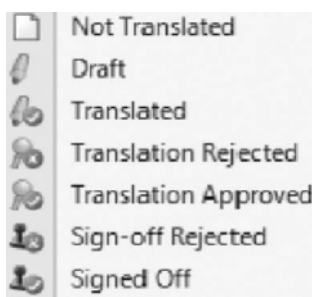 Not Translated
Draft
Translated
Translation Rejected
Translation Approved
Sign-off Rejected
Signed Off